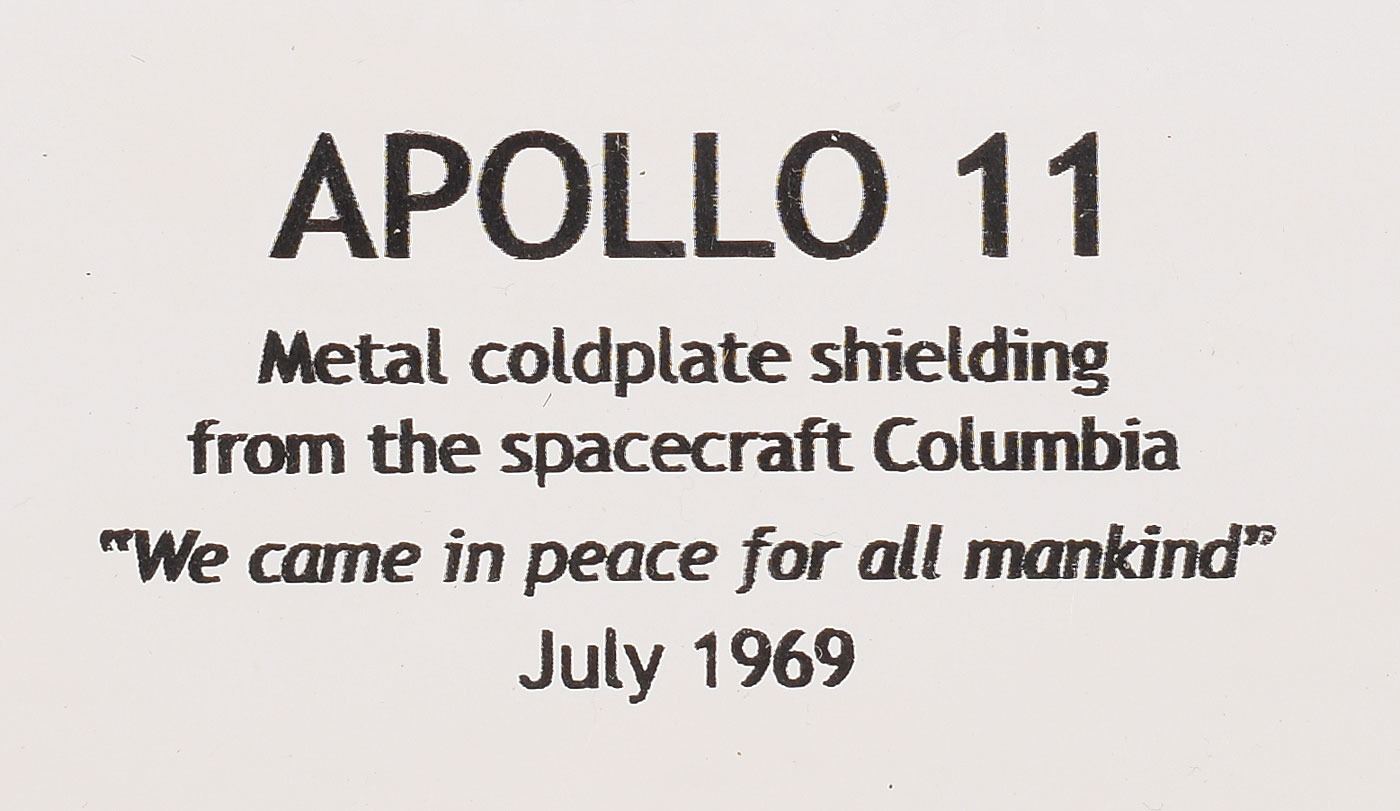 APOLLO 11
Metal coldplate shielding
from the spacecraft Columbia
“We came in peace for all mankind”
July 1969